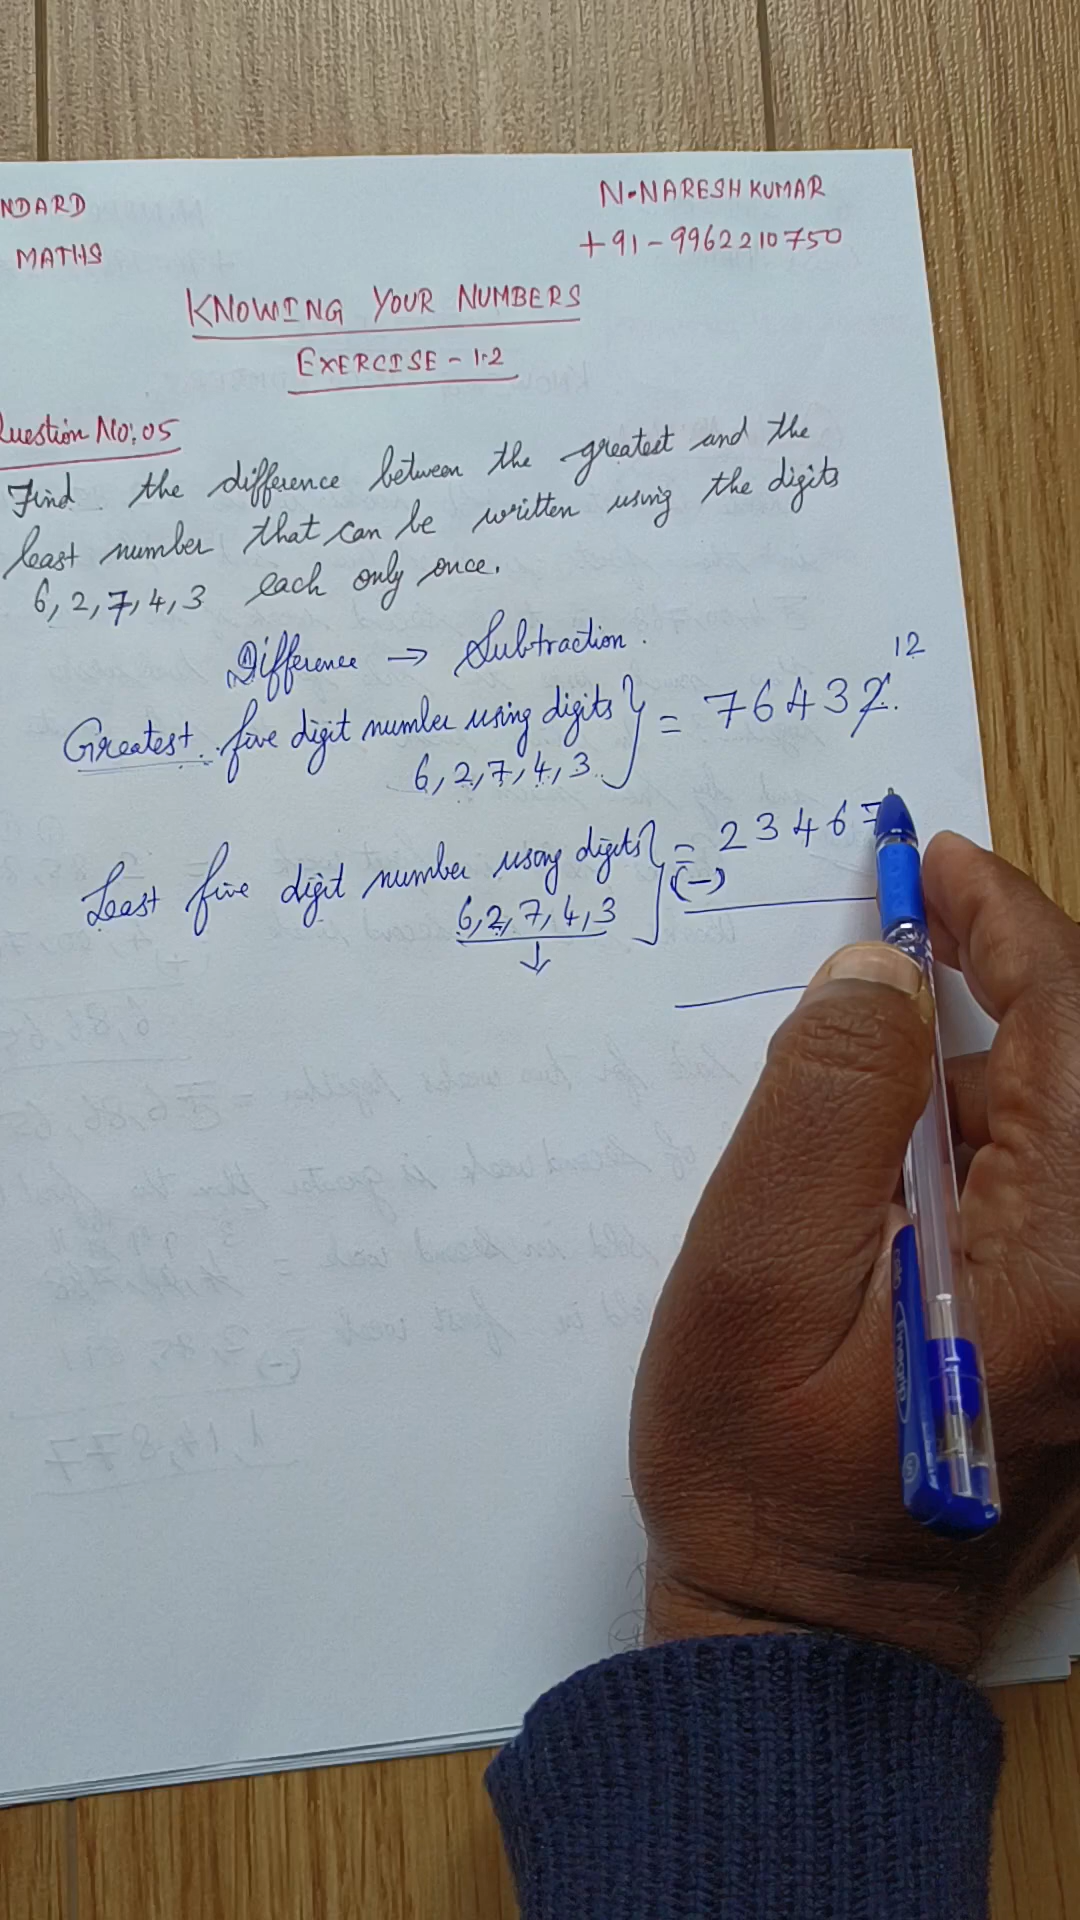 NDARD
N. NARESH KUMAR
MATHS
+91-9962210750
KNOWING YOUR NUMBERS
EXERCISE - 1.2
Question No: 05
Find the difference between the greatest and the
least number that can be written using the digits
6, 2, 7, 4, 3 each only once.
Difference → Subtraction.
12
Greatest five digit number using digits } = 76432
6, 2, 7, 4, 3
Least five digit number using digits } = 23467
6, 2, 7, 4, 3
(-)
↓
cello
Finegrip